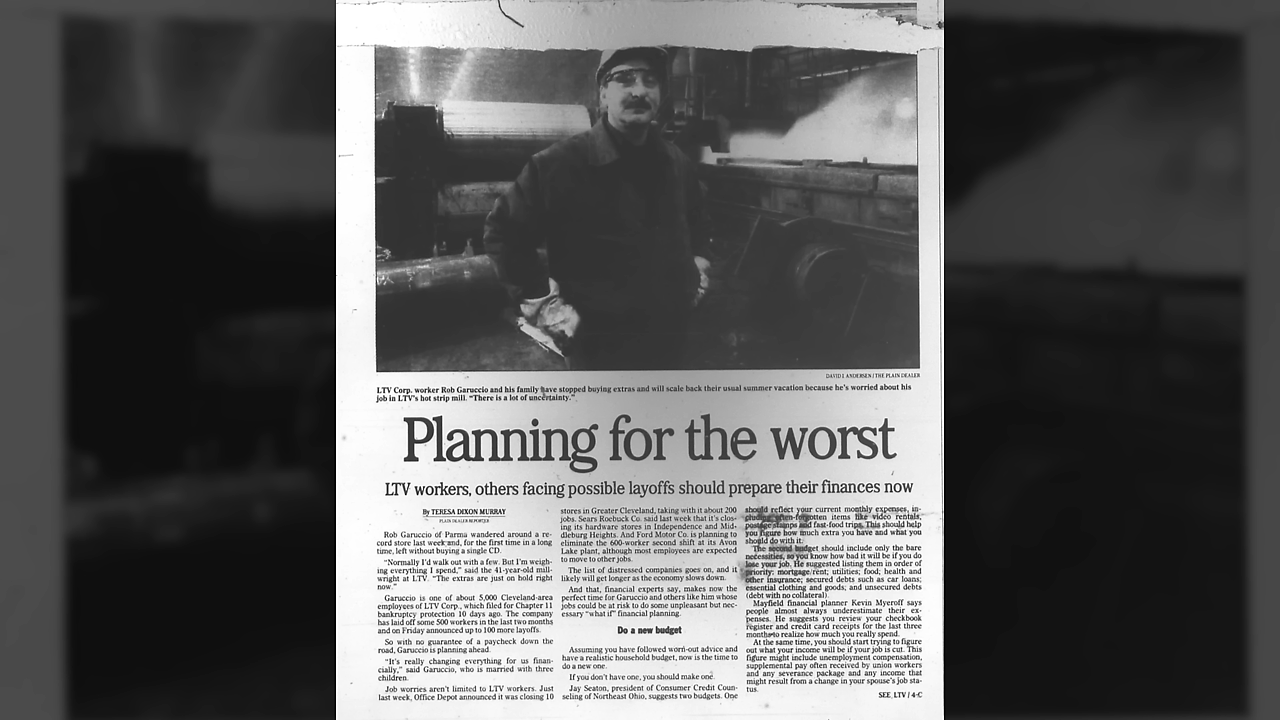 DAVID I. ANDERSEN / THE PLAIN DEALER
LTV Corp. worker Rob Garuccio and his family have stopped buying extras and will scale back their usual summer vacation because he's worried about his
job in LTV's hot strip mill. "There is a lot of uncertainty."
Planning for the worst
LTV workers, others facing possible layoffs should prepare their finances now
By TERESA DIXON MURRAY
PLAIN DEALER REPORTER
Rob Garuccio of Parma wandered around a re-
cord store last week and, for the first time in a long
time, left without buying a single CD.
"Normally I'd walk out with a few. But I'm weigh-
ing everything I spend," said the 41-year-old mill-
wright at LTV. "The extras are just on hold right
now."
Garuccio is one of about 5,000 Cleveland-area
employees of LTV Corp., which filed for Chapter 11
bankruptcy protection 10 days ago. The company
has laid off some 500 workers in the last two months
and on Friday announced up to 100 more layoffs.
So with no guarantee of a paycheck down the
road, Garuccio is planning ahead.
"It's really changing everything for us finan-
cially," said Garuccio, who is married with three
children.
Job worries aren't limited to LTV workers. Just
last week, Office Depot announced it was closing 10
stores in Greater Cleveland, taking with it about 200
jobs. Sears Roebuck Co. said last week that it's clos-
ing its hardware stores in Independence and Mid-
dleburg Heights. And Ford Motor Co. is planning to
eliminate the 600-worker second shift at its Avon
Lake plant, although most employees are expected
to move to other jobs.
The list of distressed companies goes on, and it
likely will get longer as the economy slows down.
And that, financial experts say, makes now the
perfect time for Garuccio and others like him whose
jobs could be at risk to do some unpleasant but nec-
essary "what if" financial planning.
Do a new budget
Assuming you have followed worn-out advice and
have a realistic household budget, now is the time to
do a new one.
If you don't have one, you should make one.
Jay Seaton, president of Consumer Credit Coun-
seling of Northeast Ohio, suggests two budgets. One
should reflect your current monthly expenses, in-
cluding often-forgotten items like video rentals,
postage stamps and fast-food trips. This should help
you figure how much extra you have and what you
should do with it.
The second budget should include only the bare
necessities, so you know how bad it will be if you do
lose your job. He suggested listing them in order of
priority: mortgage/rent; utilities; food; health and
other insurance; secured debts such as car loans;
essential clothing and goods; and unsecured debts
(debt with no collateral).
Mayfield financial planner Kevin Myeroff says
people almost always underestimate their ex-
penses. He suggests you review your checkbook
register and credit card receipts for the last three
months to realize how much you really spend.
At the same time, you should start trying to figure
out what your income will be if your job is cut. This
figure might include unemployment compensation,
supplemental pay often received by union workers
and any severance package and any income that
might result from a change in your spouse's job sta-
tus.
SEE, LTV / 4-C